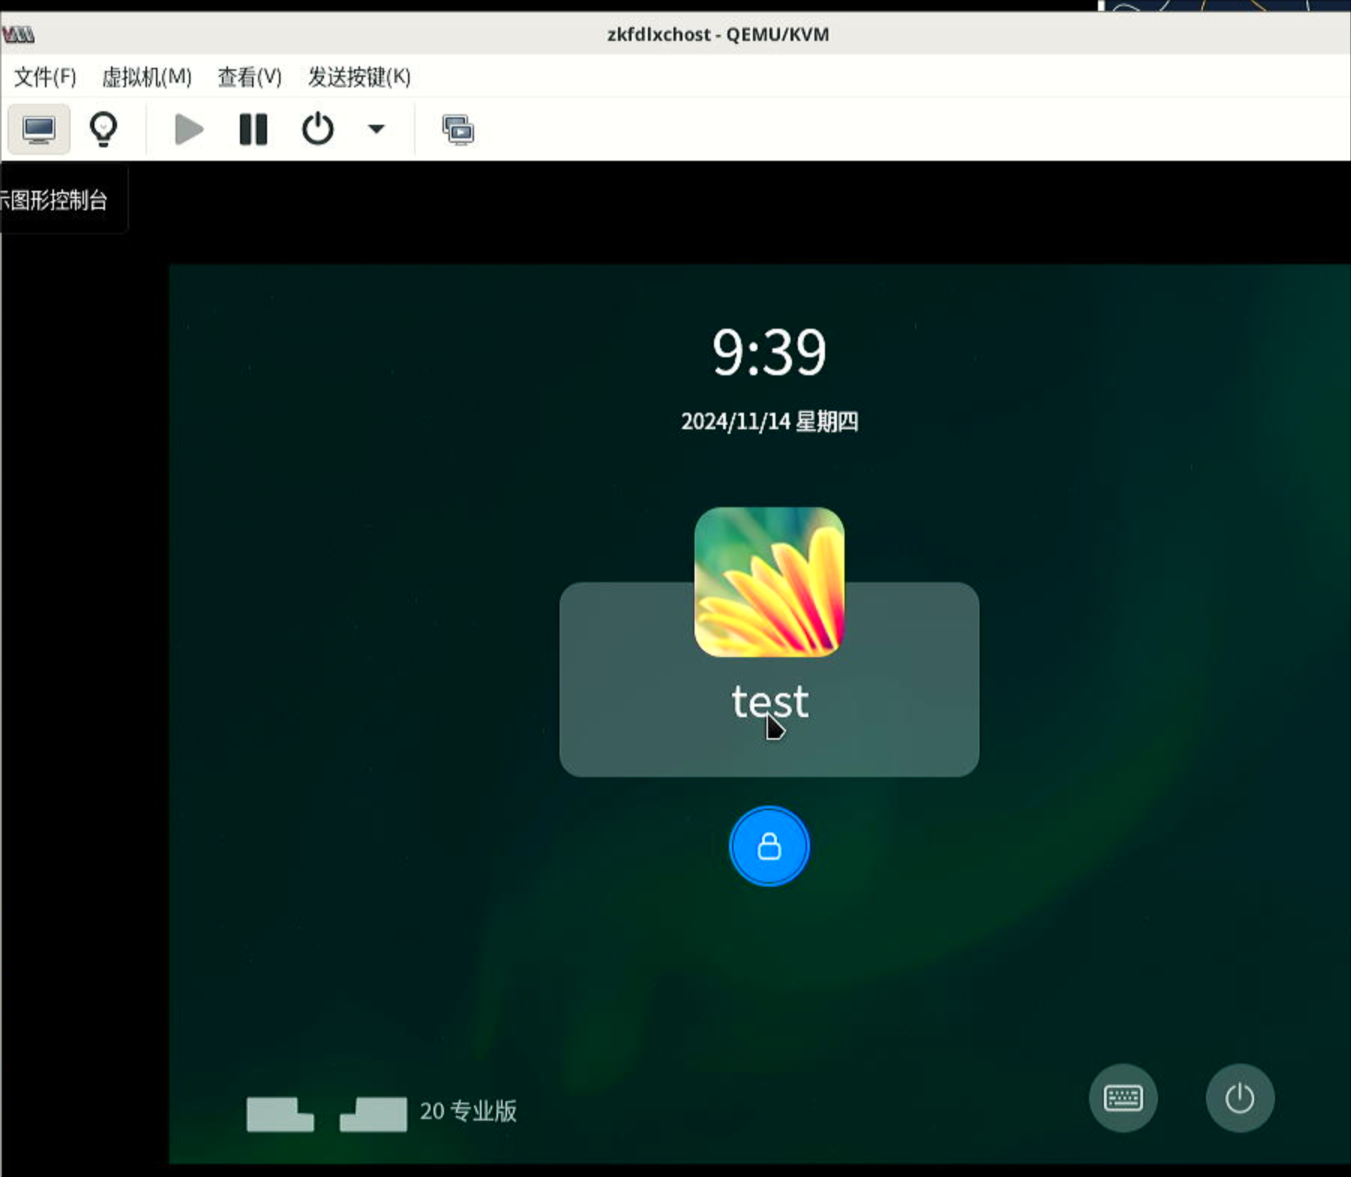 zkfdlxchost - QEMU/KVM
文件(F) 虚拟机(M) 查看(V) 发送按键(K)
示图形控制台
9:39
2024/11/14 星期四
test
20 专业版